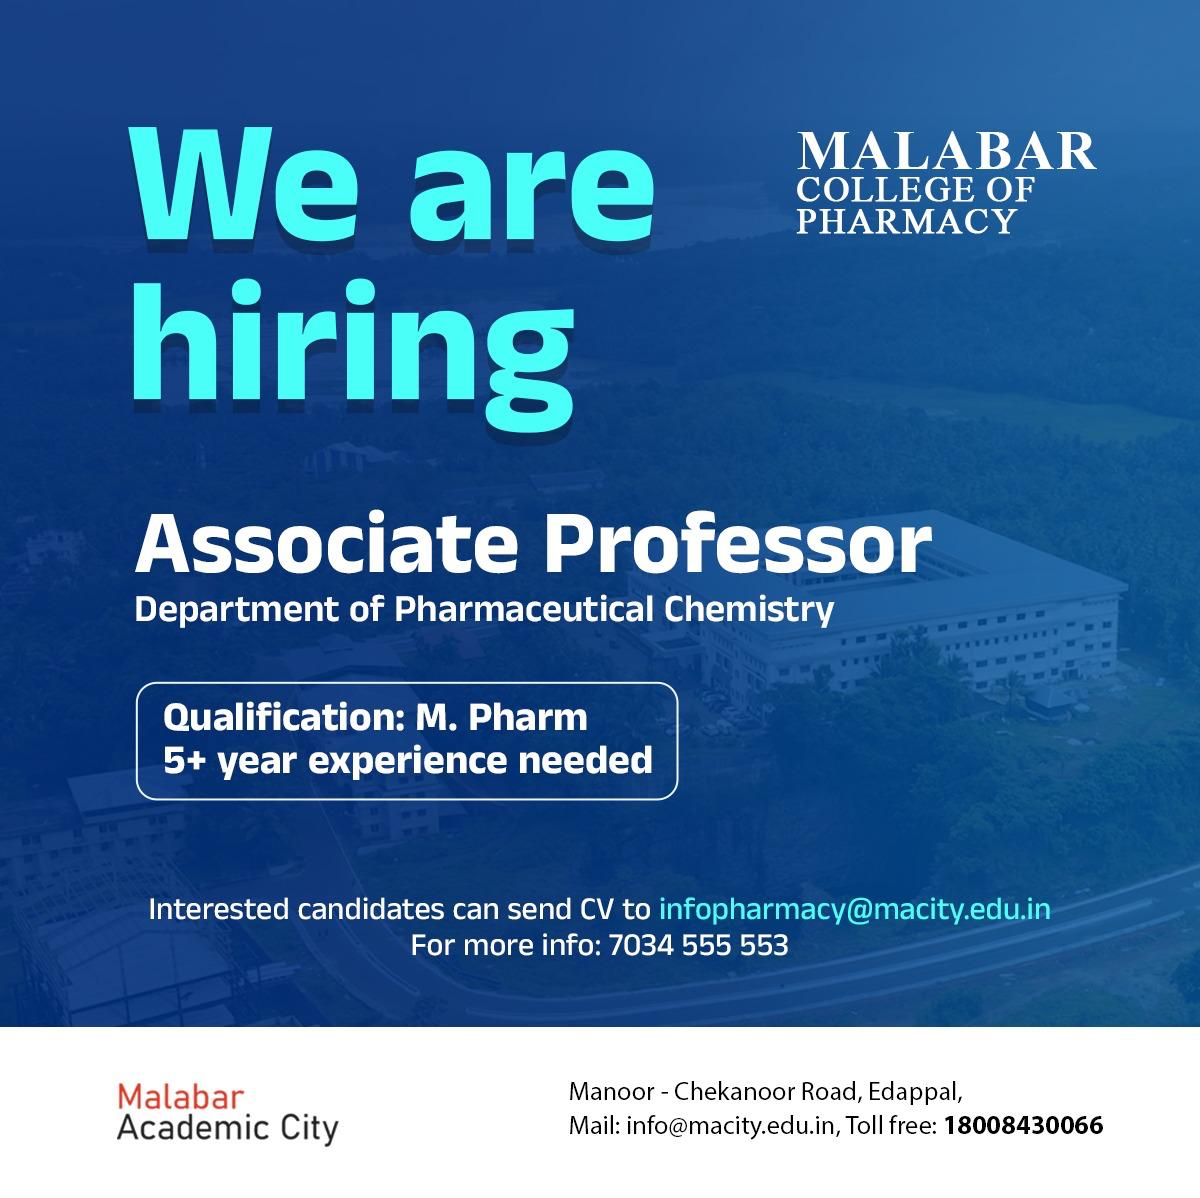 We are
hiring
MALABAR
COLLEGE OF
PHARMACY
Associate Professor
Department of Pharmaceutical Chemistry
Qualification: M. Pharm
5+ year experience needed
Interested candidates can send CV to infopharmacy@macity.edu.in
For more info: 7034 555 553
Malabar
Academic City
Manoor - Chekanoor Road, Edappal,
Mail: info@macity.edu.in, Toll free: 18008430066